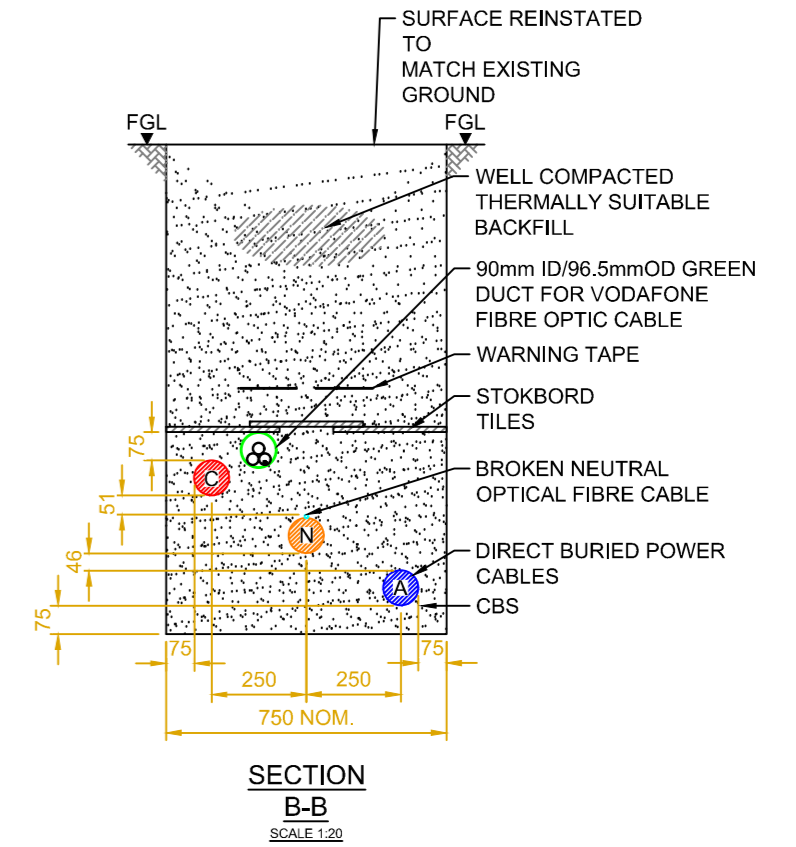 SURFACE REINSTATED
TO
MATCH EXISTING
GROUND
FGL
FGL
WELL COMPACTED
THERMALLY SUITABLE
BACKFILL
90mm ID/96.5mmOD GREEN
DUCT FOR VODAFONE
FIBRE OPTIC CABLE
WARNING TAPE
STOKBORD
TILES
75
C
51
BROKEN NEUTRAL
OPTICAL FIBRE CABLE
N
46
DIRECT BURIED POWER
CABLES
A
CBS
75
75
75
250
250
750 NOM.
SECTION
B-B
SCALE 1:20